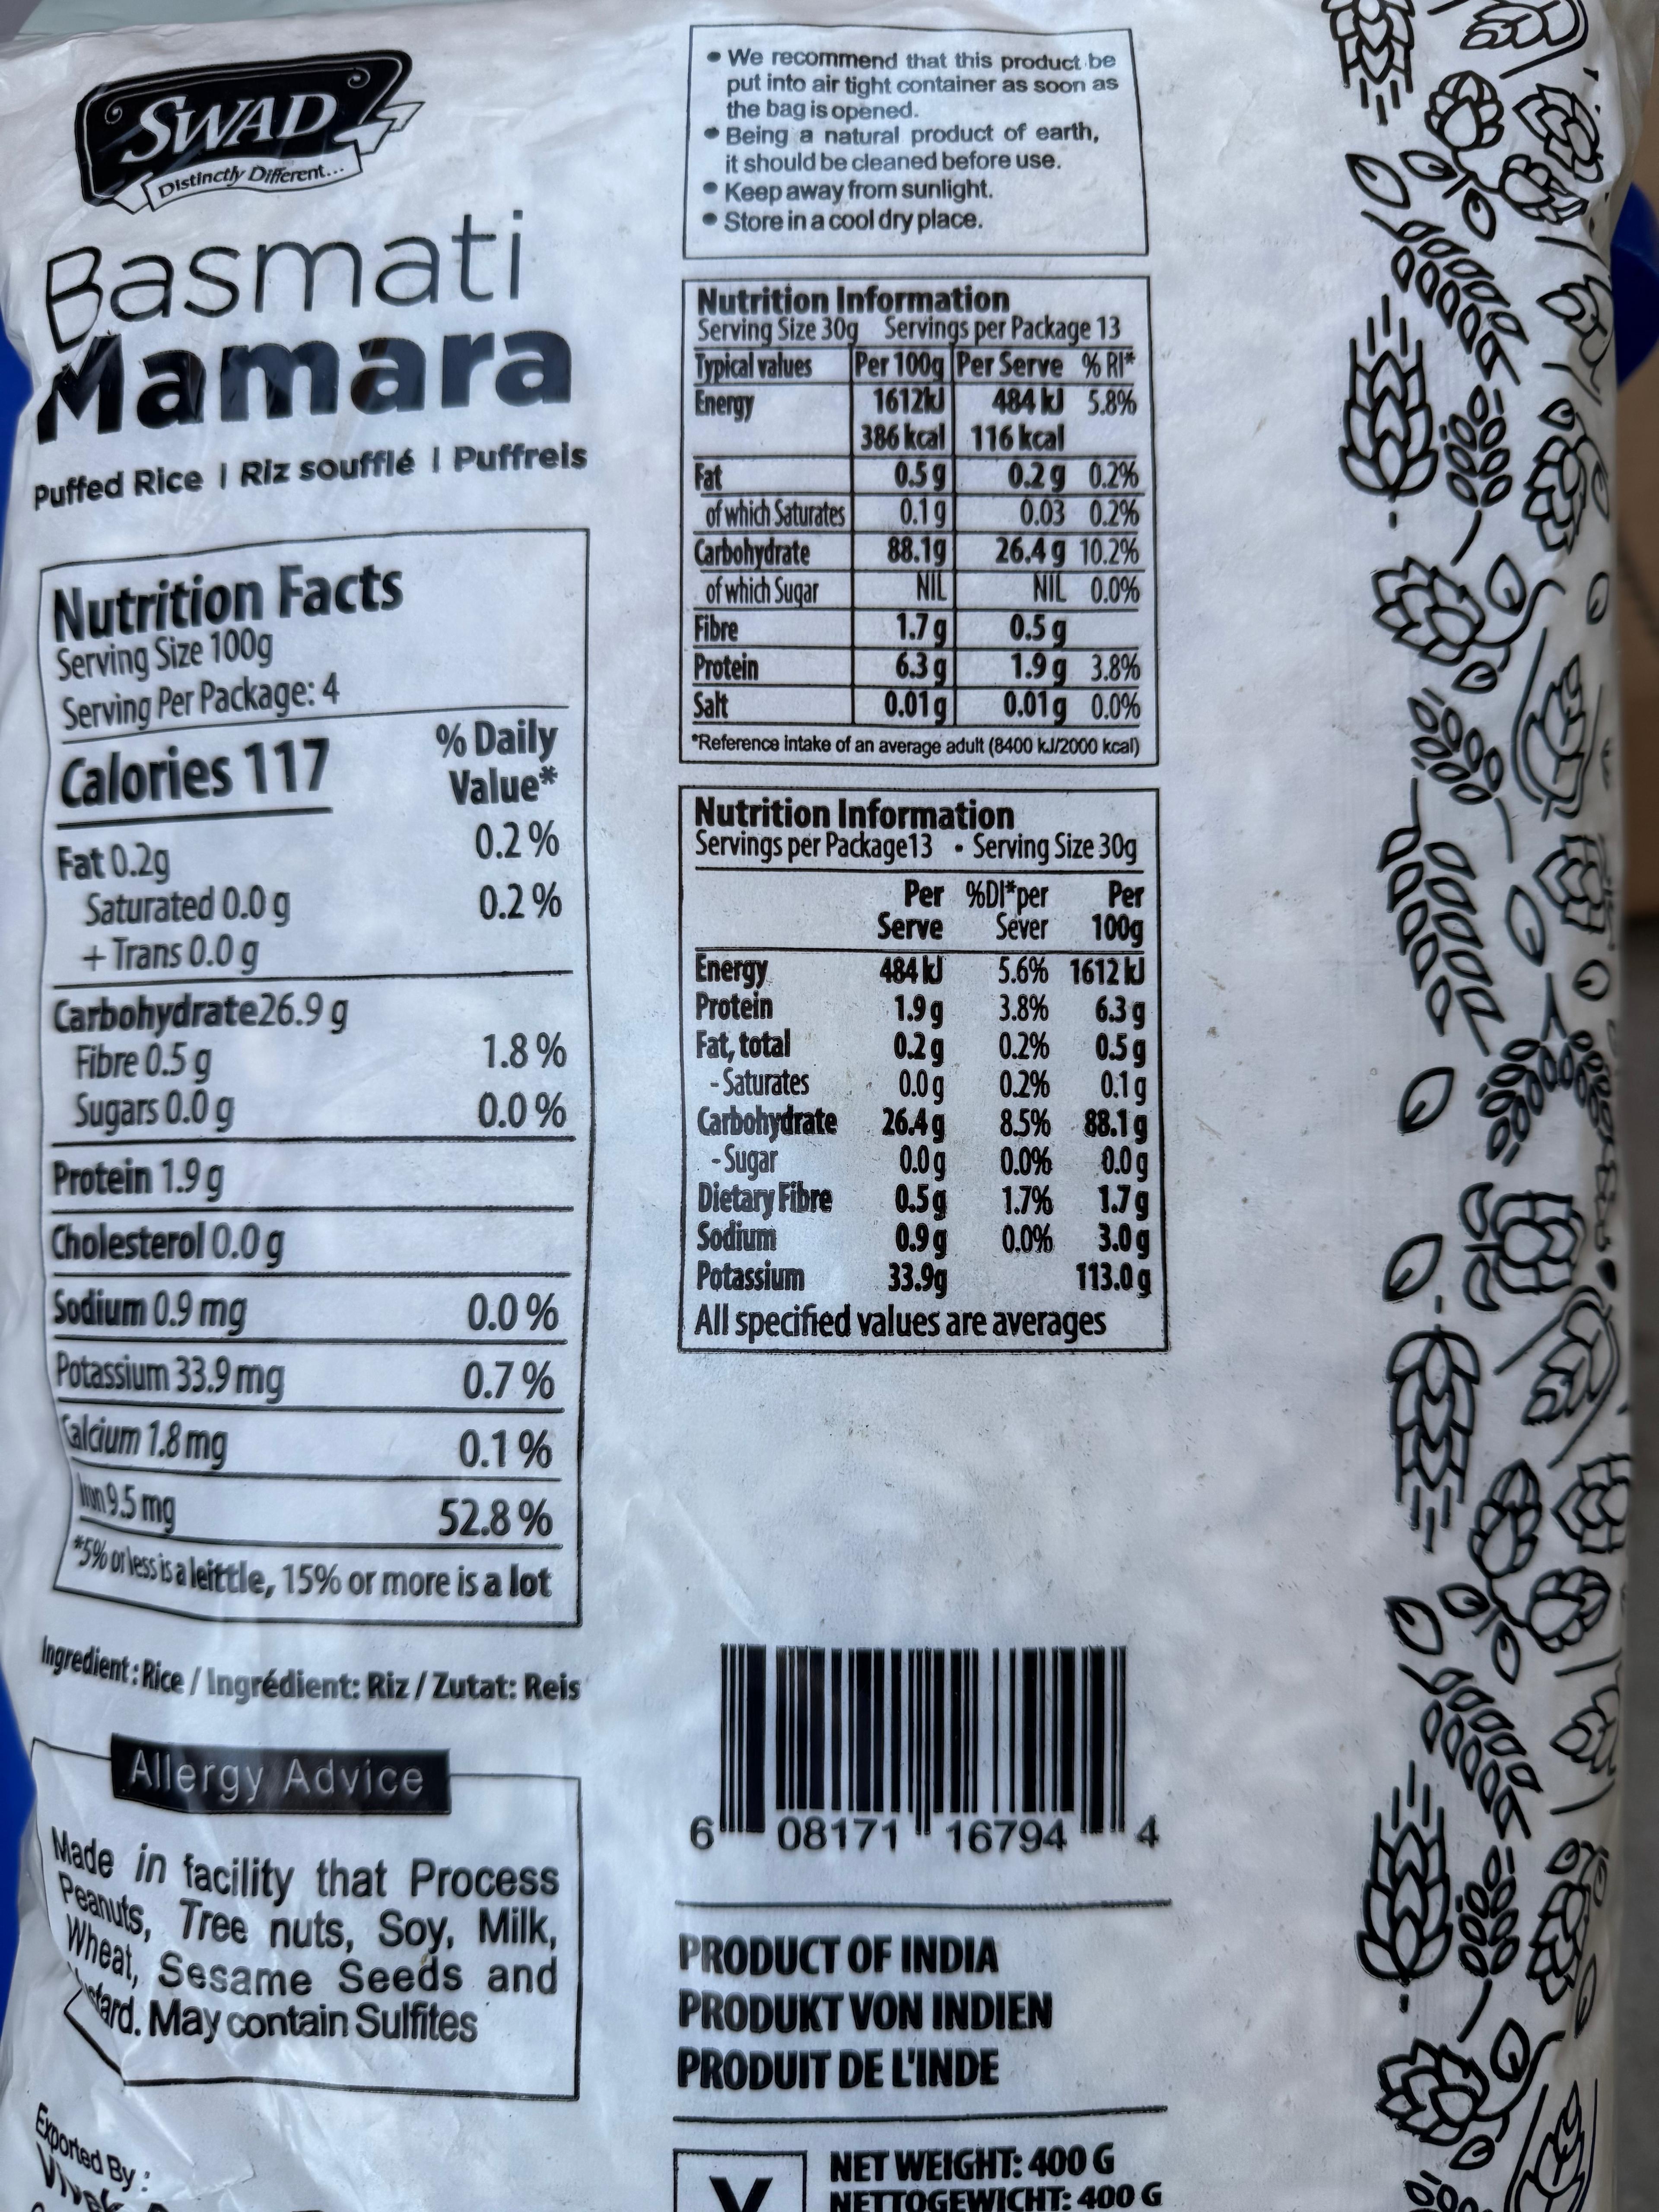 SWAD
Distinctly Different...
Basmati
Mamara
Puffed Rice | Riz soufflé | Puffreis
Nutrition Facts
Serving Size 100g
Serving Per Package: 4
Calories 117 % Daily Value*
Fat 0.2g 0.2%
Saturated 0.0 g 0.2%
+ Trans 0.0 g
Carbohydrate26.9 g
Fibre 0.5 g 1.8%
Sugars 0.0 g 0.0%
Protein 1.9 g
Cholesterol 0.0 g
Sodium 0.9 mg 0.0%
Potassium 33.9 mg 0.7%
Calcium 1.8 mg 0.1%
Iron 9.5 mg 52.8%
*5% or less is a leittle, 15% or more is a lot
Ingredient : Rice / Ingrédient: Riz / Zutat: Reis
Allergy Advice
Made in facility that Process
Peanuts, Tree nuts, Soy, Milk,
Wheat, Sesame Seeds and
May contain Sulfites
Exported By :
• We recommend that this product be
put into air tight container as soon as
the bag is opened.
• Being a natural product of earth,
it should be cleaned before use.
• Keep away from sunlight.
• Store in a cool dry place.
Nutrition Information
Serving Size 30g Servings per Package 13
Typical values Per 100g Per Serve % RI*
Energy 1612kJ 484 kJ 5.8%
386 kcal 116 kcal
Fat 0.5 g 0.2 g 0.2%
of which Saturates 0.1 g 0.03 0.2%
Carbohydrate 88.1g 26.4 g 10.2%
of which Sugar NIL NIL 0.0%
Fibre 1.7 g 0.5 g
Protein 6.3 g 1.9 g 3.8%
Salt 0.01g 0.01g 0.0%
*Reference intake of an average adult (8400 kJ/2000 kcal)
Nutrition Information
Servings per Package13 • Serving Size 30g
Per Serve %DI*per Sever Per 100g
Energy 484 kJ 5.6% 1612 kJ
Protein 1.9 g 3.8% 6.3 g
Fat, total 0.2 g 0.2% 0.5 g
- Saturates 0.0 g 0.2% 0.1 g
Carbohydrate 26.4 g 8.5% 88.1 g
- Sugar 0.0 g 0.0% 0.0 g
Dietary Fibre 0.5 g 1.7% 1.7 g
Sodium 0.9 g 0.0% 3.0 g
Potassium 33.9g 113.0 g
All specified values are averages
6 08171 16794 4
PRODUCT OF INDIA
PRODUKT VON INDIEN
PRODUIT DE L'INDE
NET WEIGHT: 400 G
NETTOGEWICHT: 400 G